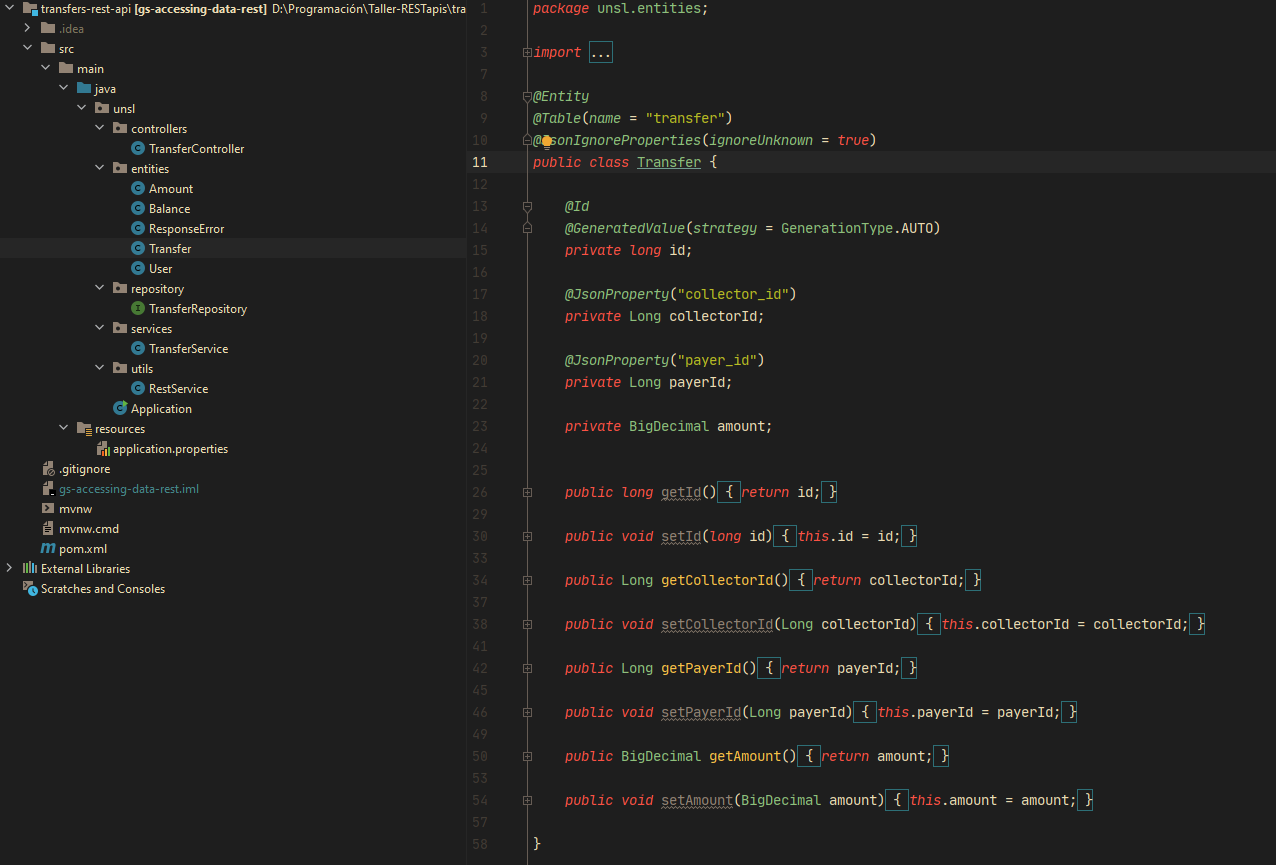 transfers-rest-api [gs-accessing-data-rest] D:\Programación\Taller-RESTapis\tra
.idea
src
main
java
unsl
controllers
TransferController
entities
Amount
Balance
ResponseError
Transfer
User
repository
TransferRepository
services
TransferService
utils
RestService
Application
resources
application.properties
.gitignore
gs-accessing-data-rest.iml
mvnw
mvnw.cmd
pom.xml
External Libraries
Scratches and Consoles
1 package unsl.entities;
2
3 import ...
7
8 @Entity
9 @Table(name = "transfer")
10 @JsonIgnoreProperties(ignoreUnknown = true)
11 public class Transfer {
12
13 @Id
14 @GeneratedValue(strategy = GenerationType.AUTO)
15 private long id;
16
17 @JsonProperty("collector_id")
18 private Long collectorId;
19
20 @JsonProperty("payer_id")
21 private Long payerId;
22
23 private BigDecimal amount;
24
25
26 public long getId() { return id; }
29
30 public void setId(long id) { this.id = id; }
33
34 public Long getCollectorId() { return collectorId; }
37
38 public void setCollectorId(Long collectorId) { this.collectorId = collectorId; }
41
42 public Long getPayerId() { return payerId; }
45
46 public void setPayerId(Long payerId) { this.payerId = payerId; }
49
50 public BigDecimal getAmount() { return amount; }
53
54 public void setAmount(BigDecimal amount) { this.amount = amount; }
57
58 }